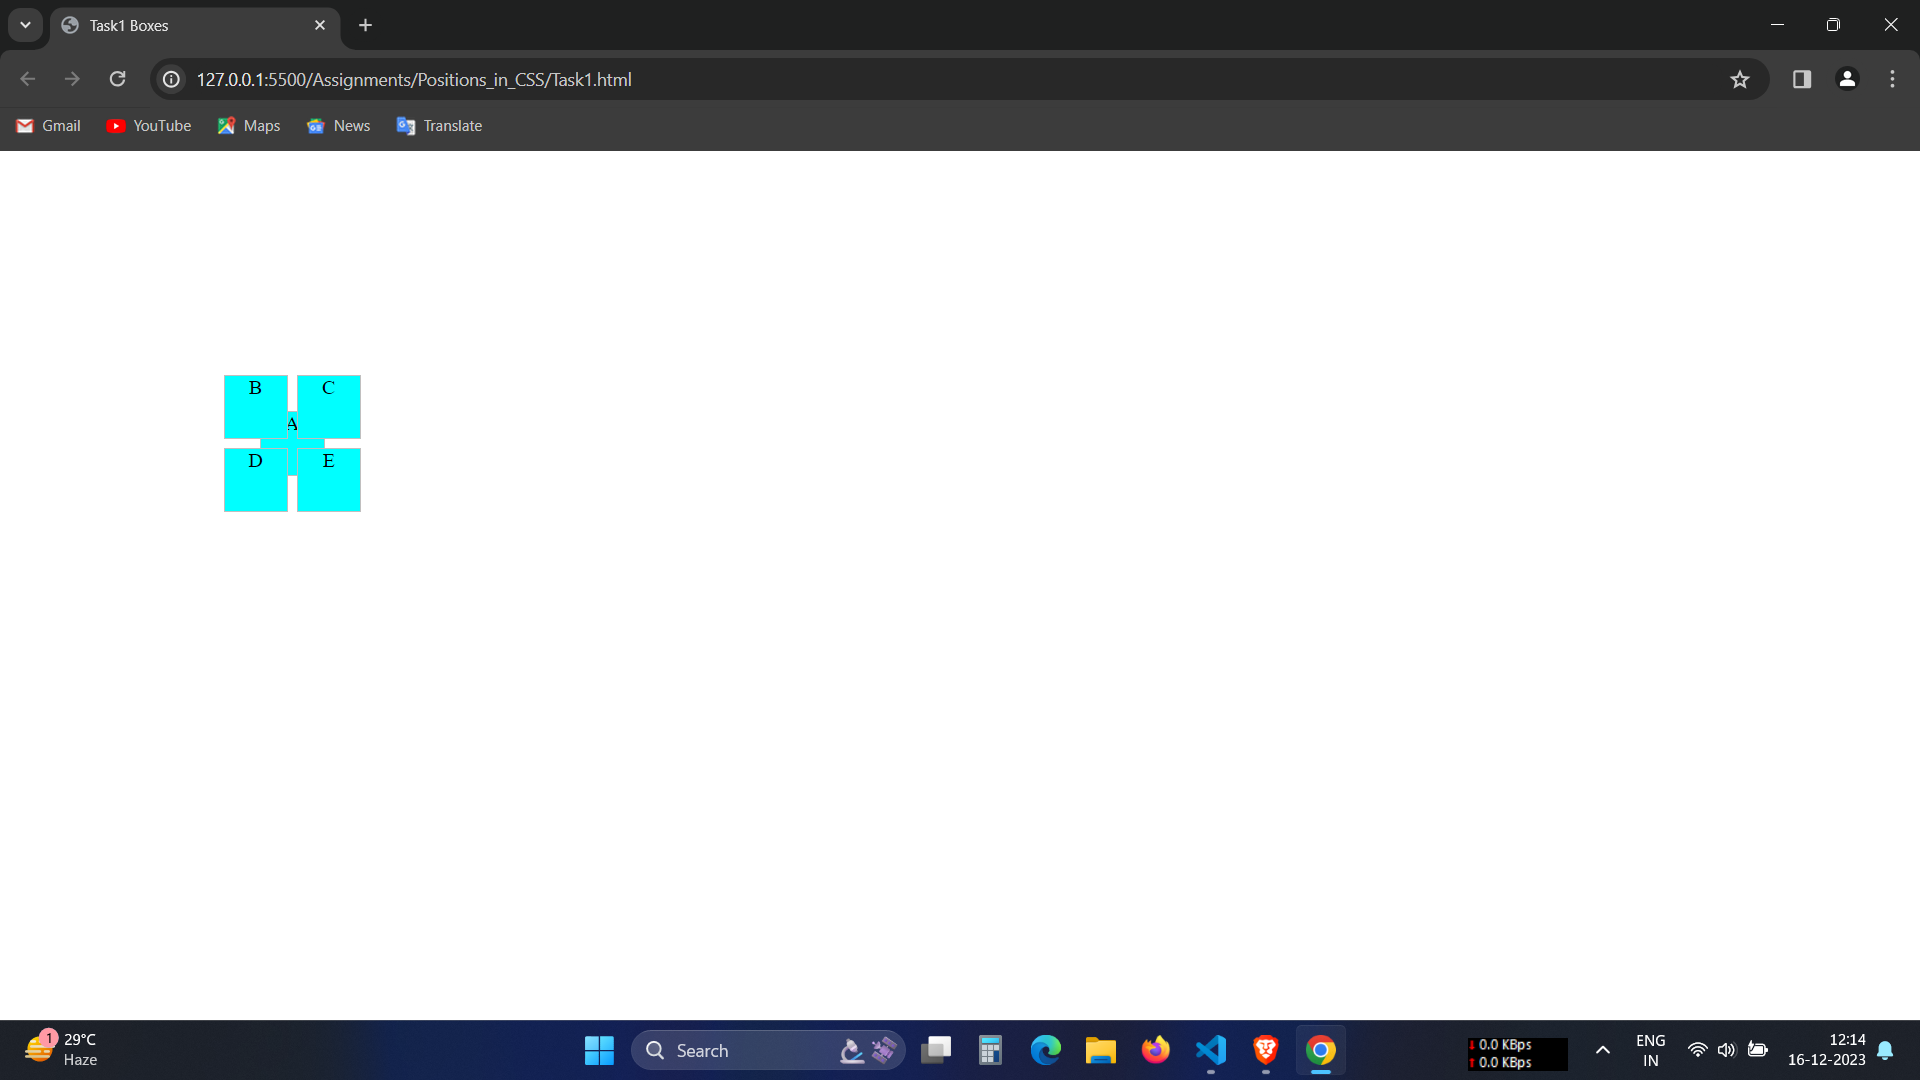 Task1 Boxes
127.0.0.1:5500/Assignments/Positions_in_CSS/Task1.html
Gmail YouTube Maps News Translate
B C
A
D E
1 29°C
Haze
Search
0.0 KBps
0.0 KBps
ENG
IN
12:14
16-12-2023